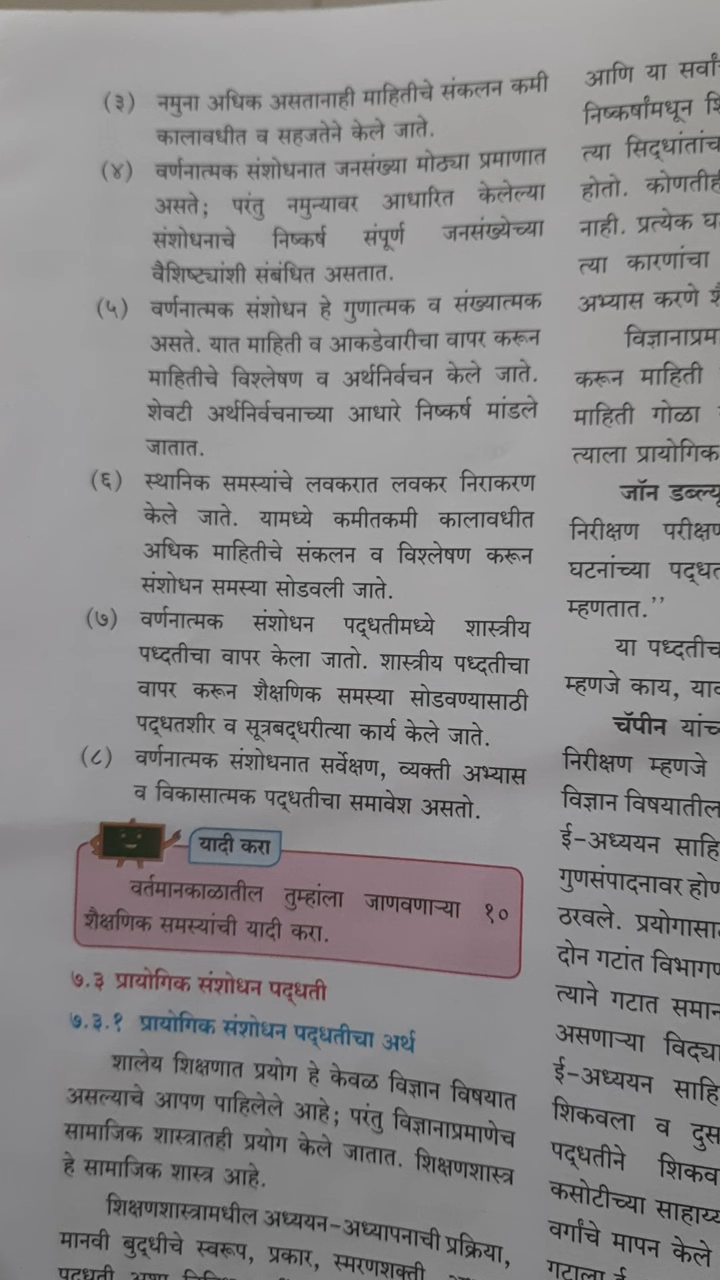 (३) नमुना अधिक असतानाही माहितीचे संकलन कमी
कालावधीत व सहजतेने केले जाते.
(४) वर्णनात्मक संशोधनात जनसंख्या मोठ्या प्रमाणात
असते; परंतु नमुन्यावर आधारित केलेल्या
संशोधनाचे निष्कर्ष संपूर्ण जनसंख्येच्या
वैशिष्ट्यांशी संबंधित असतात.
(५) वर्णनात्मक संशोधन हे गुणात्मक व संख्यात्मक
असते. यात माहिती व आकडेवारीचा वापर करून
माहितीचे विश्लेषण व अर्थनिर्वचन केले जाते.
शेवटी अर्थनिर्वचनाच्या आधारे निष्कर्ष मांडले
जातात.
(६) स्थानिक समस्यांचे लवकरात लवकर निराकरण
केले जाते. यामध्ये कमीतकमी कालावधीत
अधिक माहितीचे संकलन व विश्लेषण करून
संशोधन समस्या सोडवली जाते.
(७) वर्णनात्मक संशोधन पद्धतीमध्ये शास्त्रीय
पध्दतीचा वापर केला जातो. शास्त्रीय पध्दतीचा
वापर करून शैक्षणिक समस्या सोडवण्यासाठी
पद्धतशीर व सूत्रबद्धरीत्या कार्य केले जाते.
(८) वर्णनात्मक संशोधनात सर्वेक्षण, व्यक्ती अभ्यास
व विकासात्मक पद्धतीचा समावेश असतो.
यादी करा
वर्तमानकाळातील तुम्हांला जाणवणाऱ्या १०
शैक्षणिक समस्यांची यादी करा.
७.३ प्रायोगिक संशोधन पद्धती
७.३.१ प्रायोगिक संशोधन पद्धतीचा अर्थ
शालेय शिक्षणात प्रयोग हे केवळ विज्ञान विषयात
असल्याचे आपण पाहिलेले आहे; परंतु विज्ञानाप्रमाणेच
सामाजिक शास्त्रातही प्रयोग केले जातात. शिक्षणशास्त्र
हे सामाजिक शास्त्र आहे.
शिक्षणशास्त्रामधील अध्ययन-अध्यापनाची प्रक्रिया,
मानवी बुद्धीचे स्वरूप, प्रकार, स्मरणशक्ती
आणि या
निष्कर्षांमधून
त्या
होतो.
नाही. प्रत्येक
त्या कारणांचा
अभ्यास करणे
करून माहिती
माहिती गोळा
त्याला प्रायोगिक
जॉन
निरीक्षण
घटनांच्या
म्हणतात.’’
या
म्हणजे काय,
चॅपीन
निरीक्षण म्हणजे
विज्ञान विषयातील
ई-अध्ययन
गुणसंपादनावर
ठरवले.
दोन गटांत
त्याने गटात
असणाऱ्या
ई-अध्ययन
शिकवला व
पद्धतीने
कसोटीच्या
वर्गांचे मापन केले
गटाला